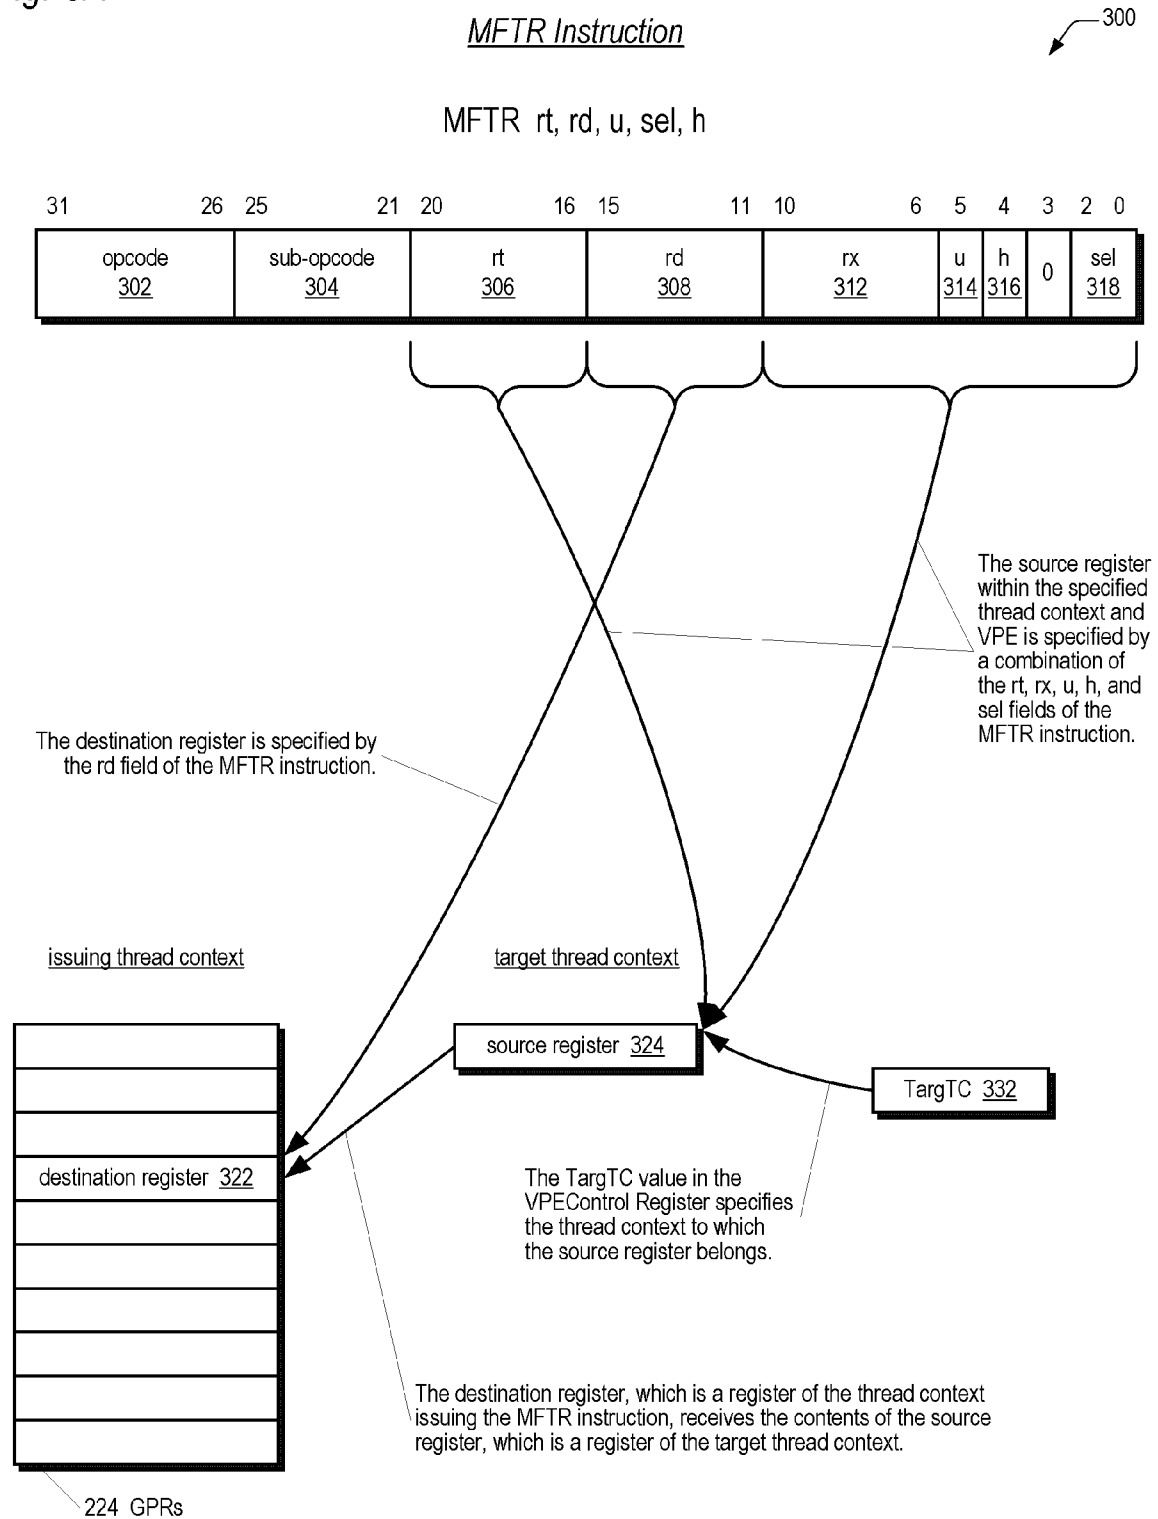 MFTR Instruction
300
MFTR rt, rd, u, sel, h
31 26 25 21 20 16 15 11 10 6 5 4 3 2 0
opcode sub-opcode rt rd rx u h 0 sel
302 304 306 308 312 314 316 318
The source register
within the specified
thread context and
VPE is specified by
a combination of
the rt, rx, u, h, and
sel fields of the
MFTR instruction.
The destination register is specified by
the rd field of the MFTR instruction.
issuing thread context
target thread context
source register 324
TargTC 332
destination register 322
The TargTC value in the
VPEControl Register specifies
the thread context to which
the source register belongs.
The destination register, which is a register of the thread context
issuing the MFTR instruction, receives the contents of the source
register, which is a register of the target thread context.
224 GPRs